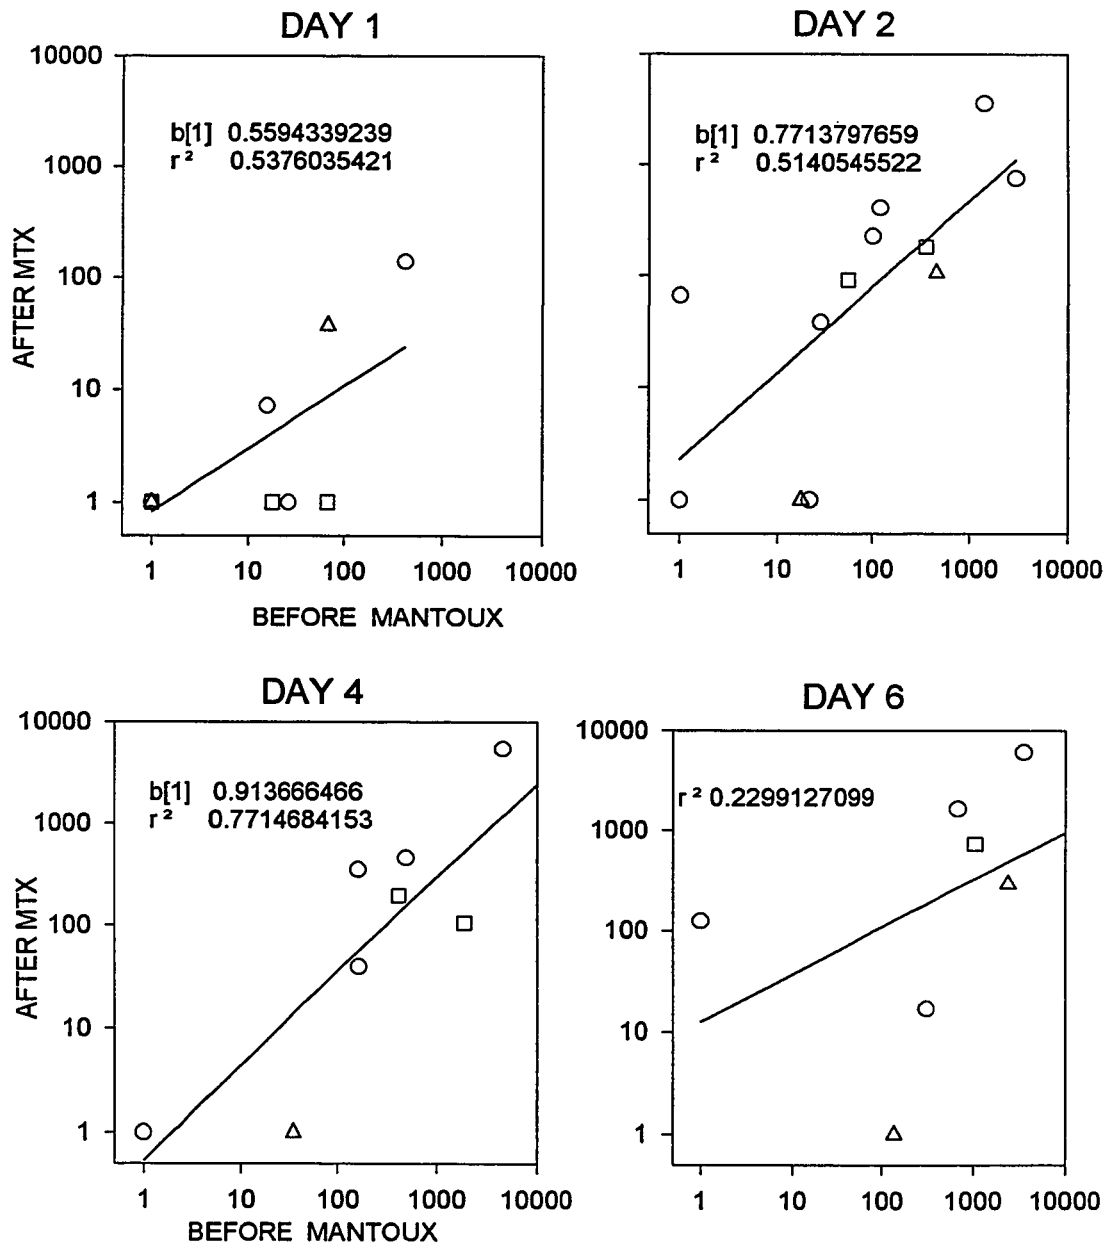 DAY 1
10000
1000
100
10
1
b[1] 0.5594339239
r² 0.5376035421
AFTER MTX
1 10 100 1000 10000
BEFORE MANTOUX
DAY 2
b[1] 0.7713797659
r² 0.5140545522
1 10 100 1000 10000
DAY 4
10000
1000
100
10
1
b[1] 0.913666466
r² 0.7714684153
AFTER MTX
1 10 100 1000 10000
BEFORE MANTOUX
DAY 6
10000
1000
100
10
1
r² 0.2299127099
1 10 100 1000 10000